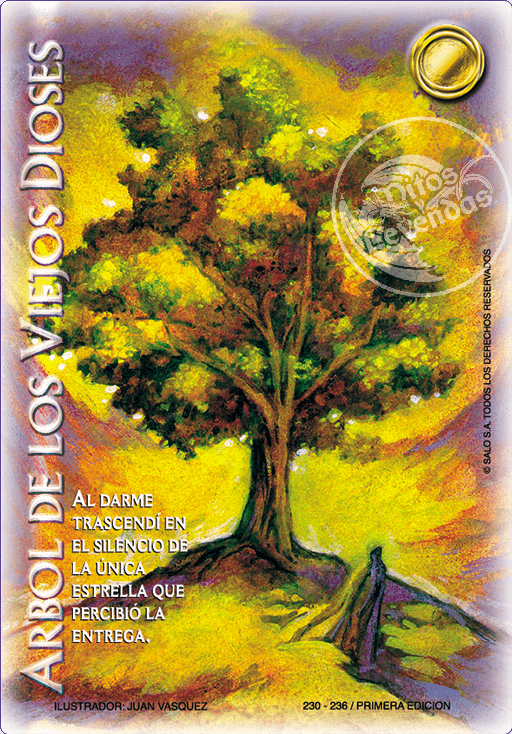 ARBOL DE LOS VIEJOS DIOSES
Mitos
y Leyendas
© SALO S.A. TODOS LOS DERECHOS RESERVADOS
AL DARME
TRASCENDÍ EN
EL SILENCIO DE
LA ÚNICA
ESTRELLA QUE
PERCIBIÓ LA
ENTREGA.
ILUSTRADOR: JUAN VASQUEZ
230 - 236 / PRIMERA EDICION